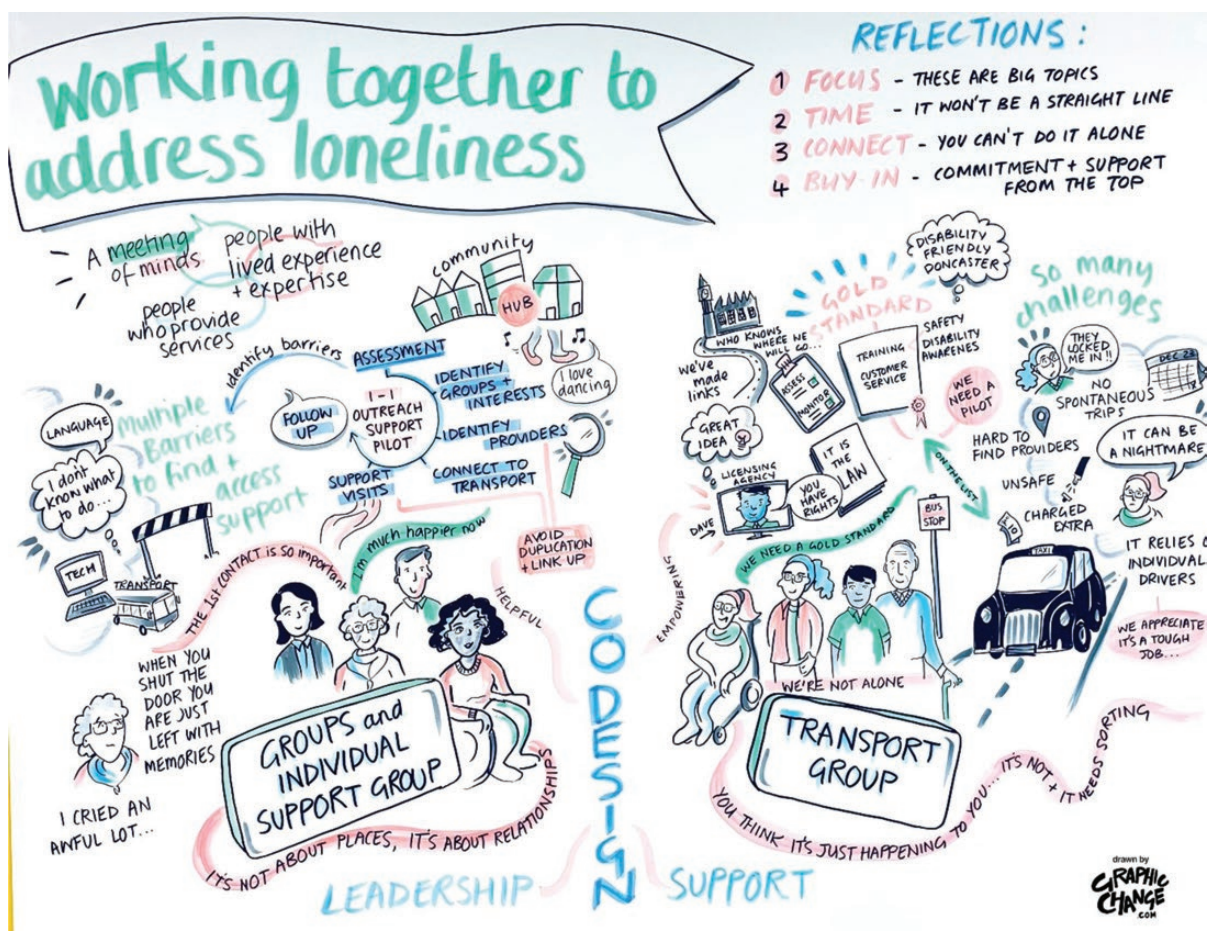 Working together to
address loneliness
REFLECTIONS:
1 FOCUS - THESE ARE BIG TOPICS
2 TIME - IT WON'T BE A STRAIGHT LINE
3 CONNECT - YOU CAN'T DO IT ALONE
4 BUY-IN - COMMITMENT + SUPPORT
FROM THE TOP
A meeting
of minds
people with
lived experience
+ expertise
people
who provide
services
community
HUB
I love
dancing
identify barriers
ASSESSMENT
IDENTIFY
GROUPS +
INTERESTS
IDENTIFY
PROVIDERS
CONNECT TO
TRANSPORT
SUPPORT
VISITS
FOLLOW
UP
1-1
OUTREACH
SUPPORT
PILOT
AVOID
DUPLICATION
+ LINK UP
HELPFUL
Multiple
Barriers
to find +
access
support
LANGUAGE
I don't
know what
to do...
TECH
TRANSPORT
THE 1st CONTACT IS SO IMPORTANT
I'm much happier now
WHEN YOU
SHUT THE
DOOR YOU
ARE JUST
LEFT WITH
MEMORIES
I CRIED AN
AWFUL LOT...
GROUPS and
INDIVIDUAL
SUPPORT GROUP
IT'S NOT ABOUT PLACES, IT'S ABOUT RELATIONSHIPS
CODESIGN
LEADERSHIP
SUPPORT
WHO KNOWS
WHERE WE
WILL GO...
we've
made
links
GREAT
IDEA
LICENSING
AGENCY
DAVE
YOU
HAVE
RIGHTS
IT IS
THE
LAW
ASSESS
MONITOR
GOLD
STANDARD
DISABILITY
FRIENDLY
DONCASTER
TRAINING
CUSTOMER
SERVICE
SAFETY
DISABILITY
AWARENES
WE
NEED A
PILOT
ON THE LIST
EMPOWERING
WE NEED A GOLD STANDARD
BUS
STOP
WE'RE NOT ALONE
TRANSPORT
GROUP
YOU THINK IT'S JUST HAPPENING TO YOU... IT'S NOT + IT NEEDS SORTING
so many
challenges
THEY
LOCKED
ME IN!!
DEC 23
NO
SPONTANEOUS
TRIPS
HARD TO
FIND PROVIDERS
UNSAFE
CHARGED
EXTRA
IT CAN BE
A NIGHTMARE
TAXI
IT RELIES
INDIVIDUAL
DRIVERS
WE APPRECIATE
IT'S A TOUGH
JOB...
drawn by
GRAPHIC
CHANGE
.COM